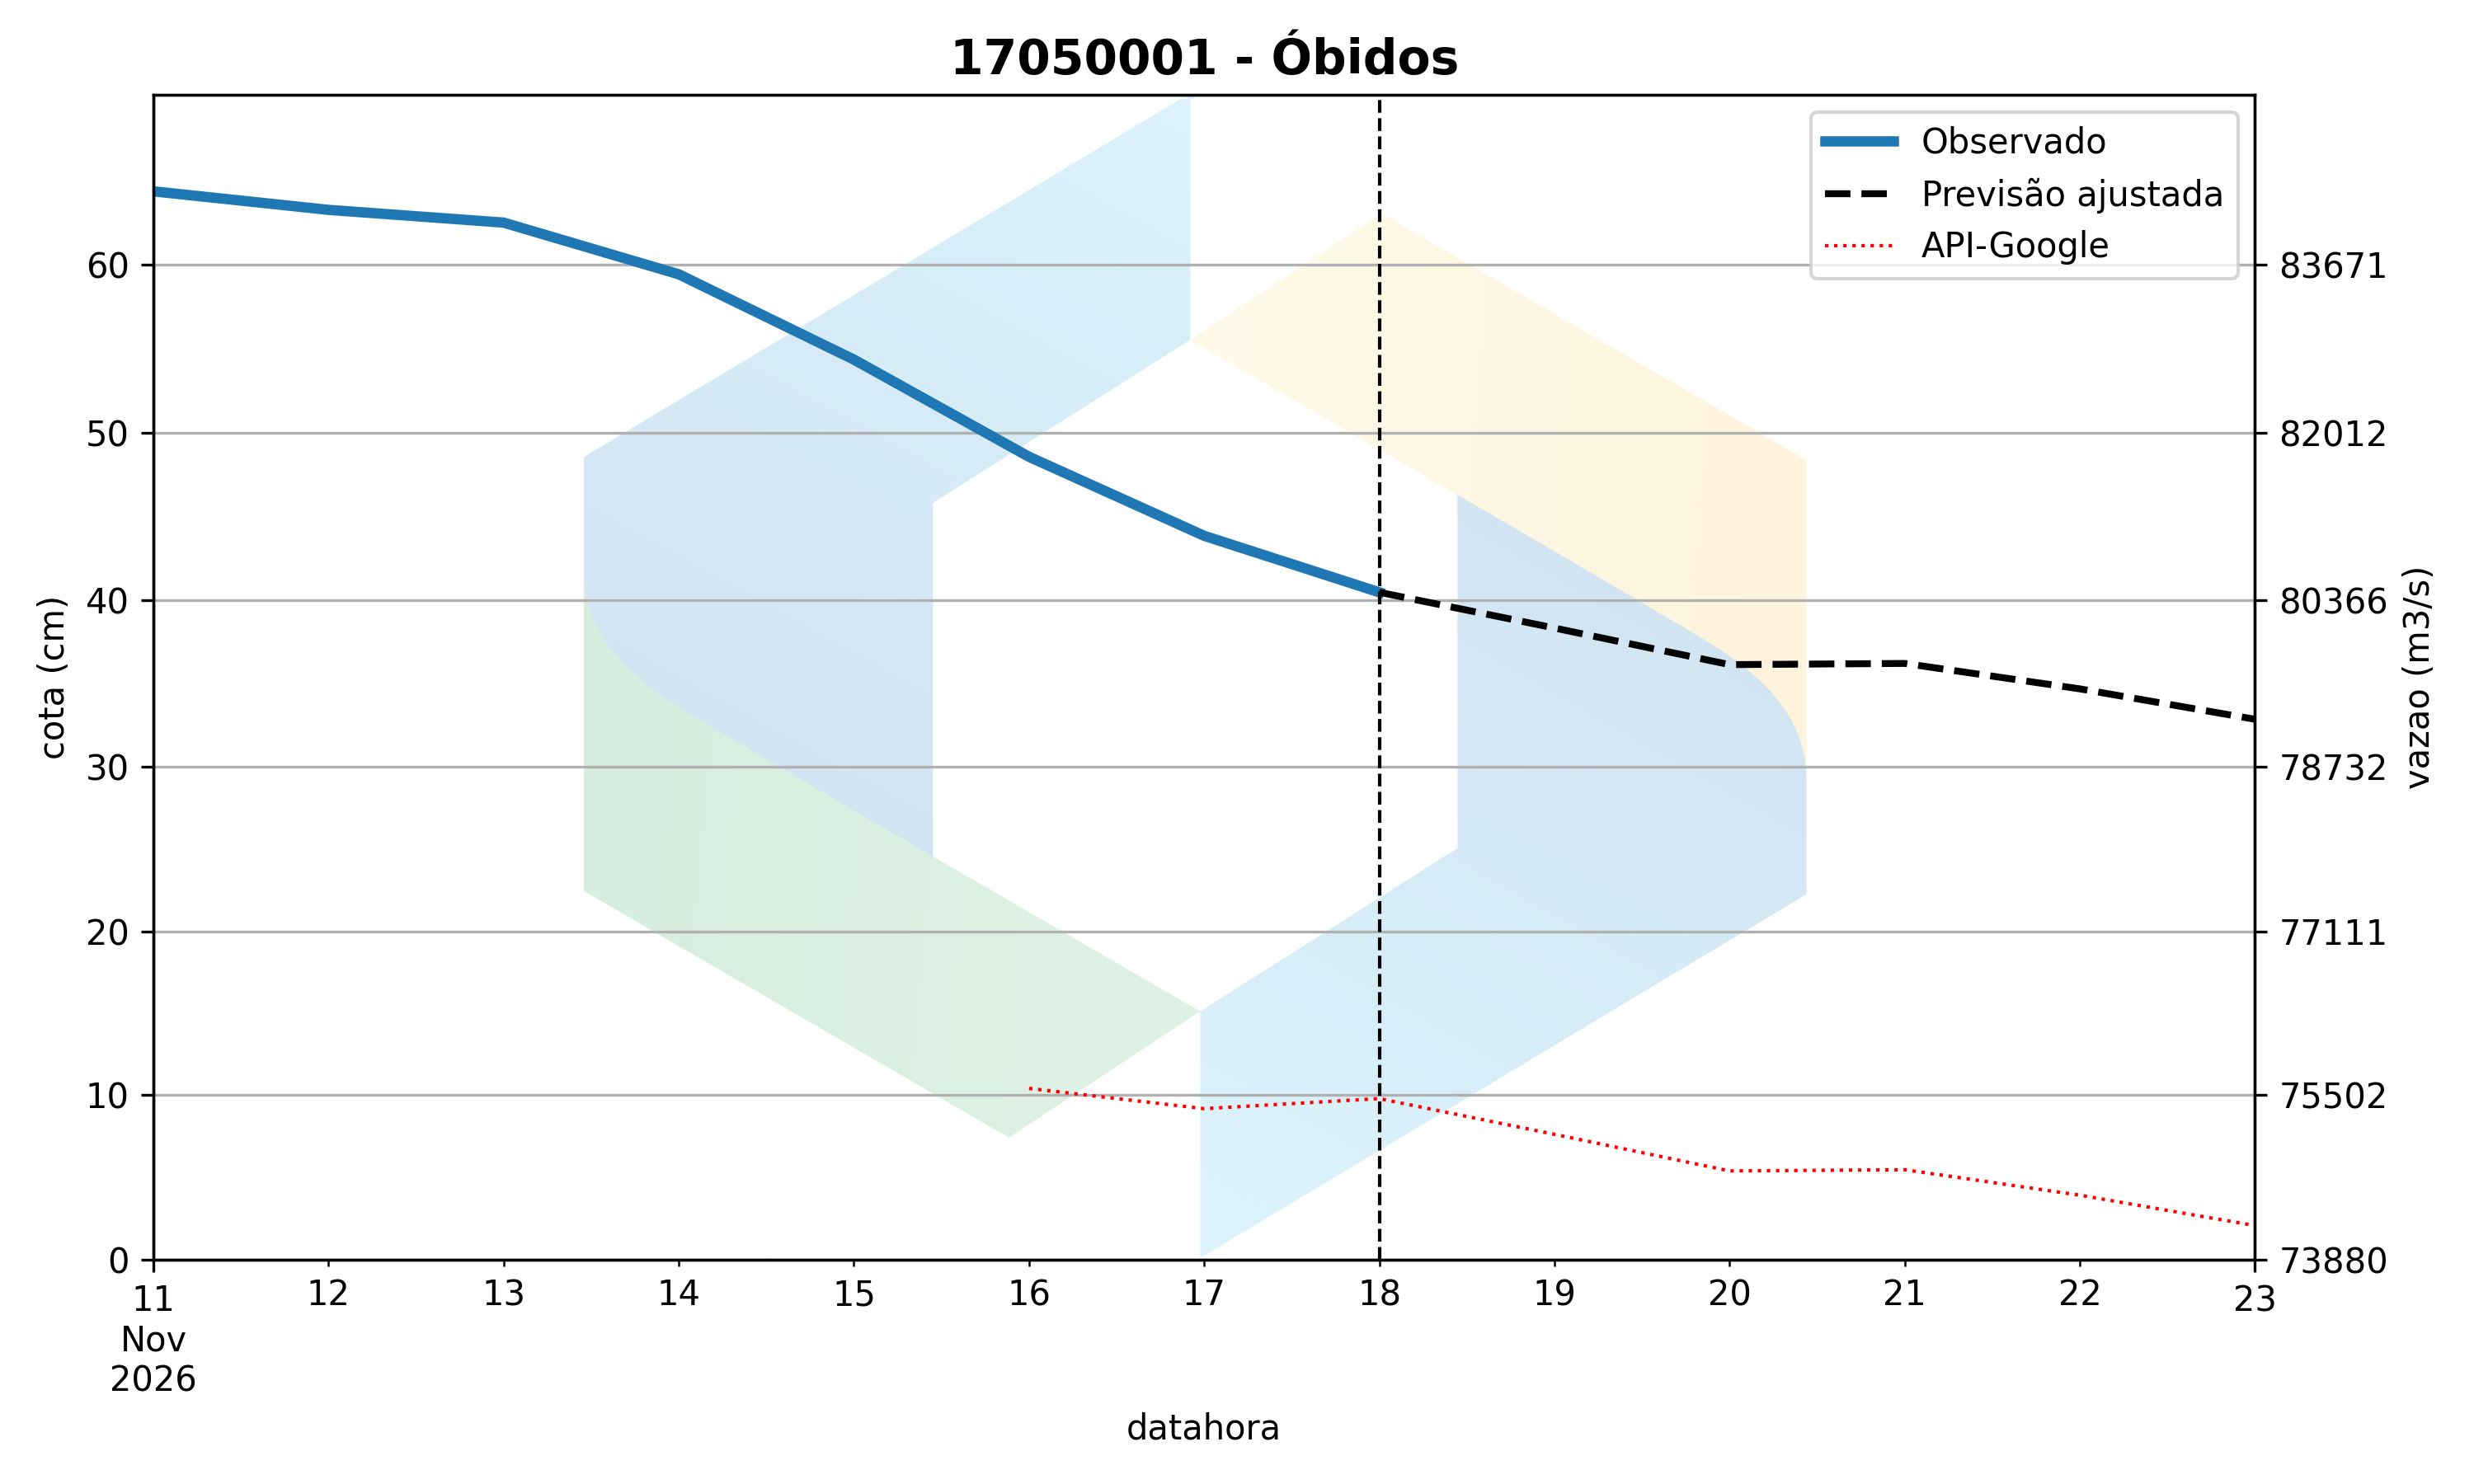 17050001 - Óbidos
Observado
Previsão ajustada
API-Google
60
50
40
30
20
10
0
cota (cm)
83671
82012
80366
78732
77111
75502
73880
vazao (m3/s)
11 12 13 14 15 16 17 18 19 20 21 22 23
Nov
2026
datahora